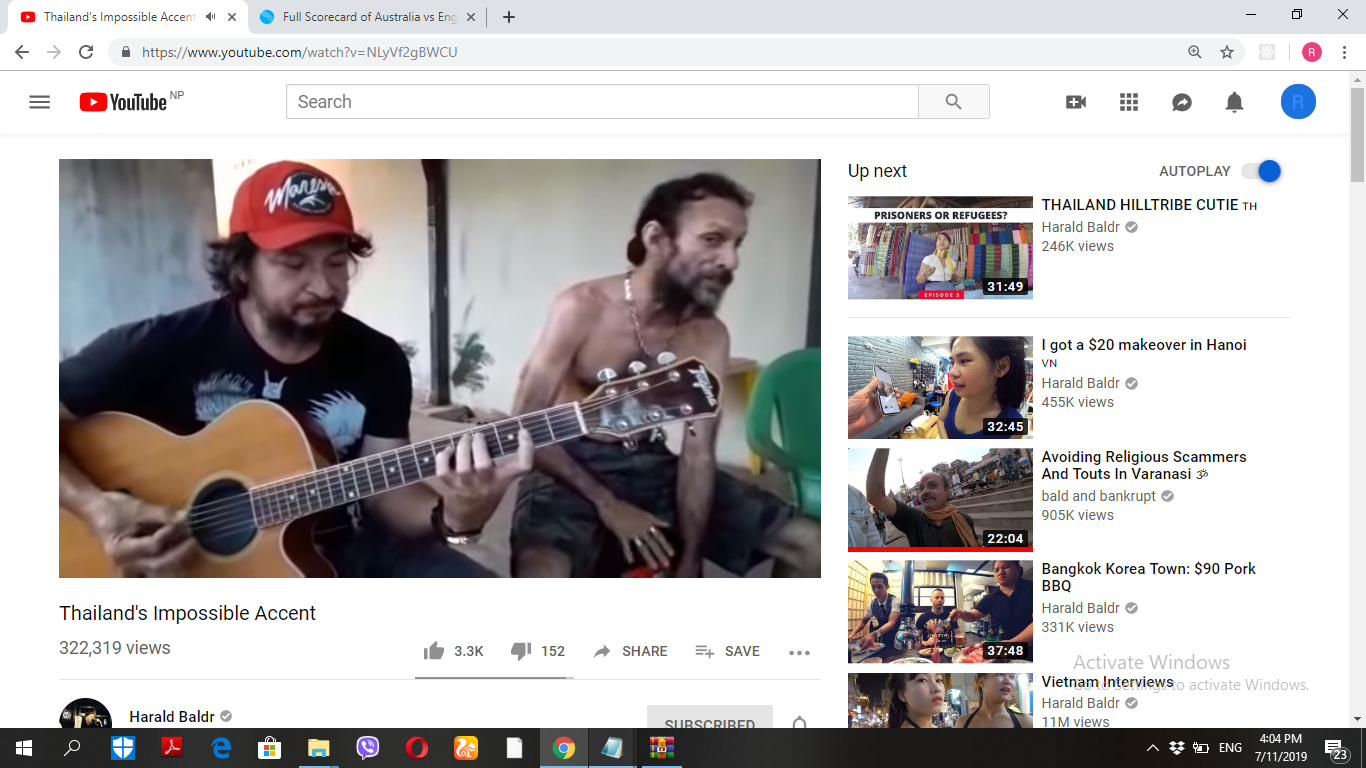 Thailand's Impossible Accent
Full Scorecard of Australia vs Eng
https://www.youtube.com/watch?v=NLyVf2gBWCU
R
YouTube NP
Search
R
Maresia
Up next
AUTOPLAY
PRISONERS OR REFUGEES?
EPISODE 3
31:49
THAILAND HILLTRIBE CUTIE TH
Harald Baldr
246K views
32:45
I got a $20 makeover in Hanoi
VN
Harald Baldr
455K views
22:04
Avoiding Religious Scammers
And Touts In Varanasi 🕉
bald and bankrupt
905K views
37:48
Bangkok Korea Town: $90 Pork
BBQ
Harald Baldr
331K views
Vietnam Interviews
Harald Baldr
11M views
Thailand's Impossible Accent
322,319 views
3.3K
152
SHARE
SAVE
Harald Baldr
SUBSCRIBED
Activate Windows
Go to Settings to activate Windows.
ENG
4:04 PM
7/11/2019
23